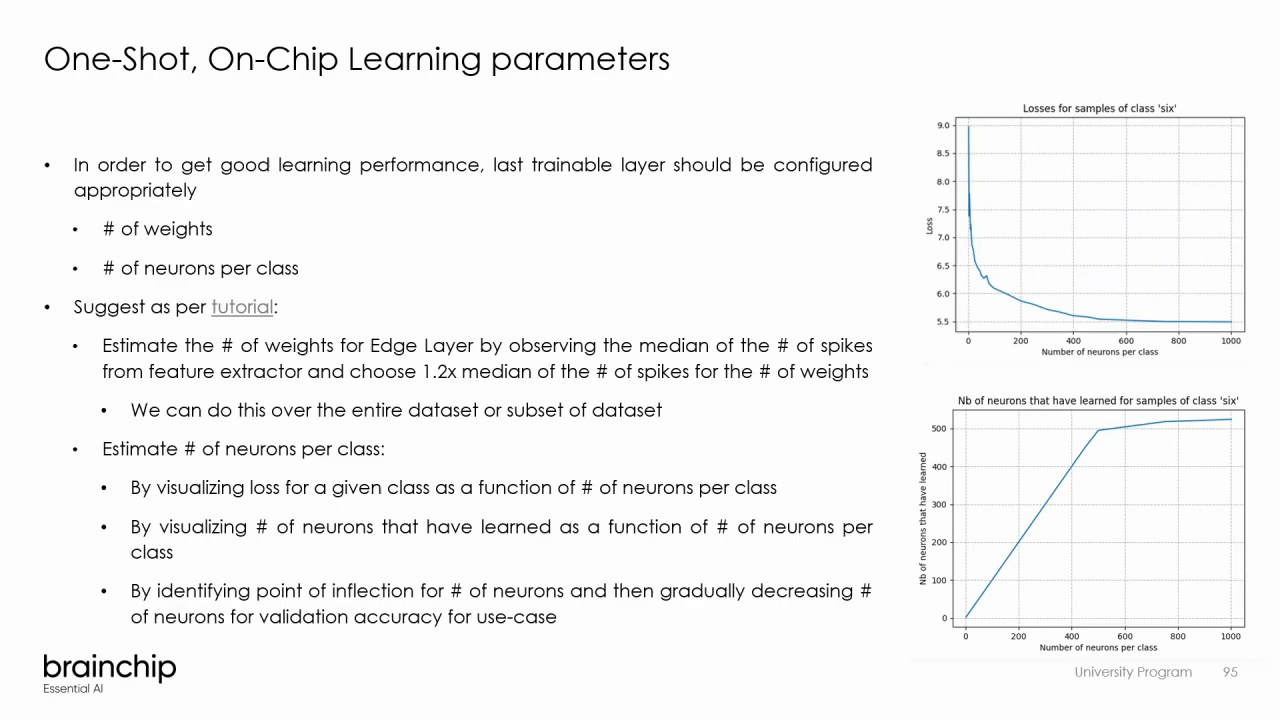 One-Shot, On-Chip Learning parameters
• In order to get good learning performance, last trainable layer should be configured
appropriately
• # of weights
• # of neurons per class
• Suggest as per tutorial:
• Estimate the # of weights for Edge Layer by observing the median of the # of spikes
from feature extractor and choose 1.2x median of the # of spikes for the # of weights
• We can do this over the entire dataset or subset of dataset
• Estimate # of neurons per class:
• By visualizing loss for a given class as a function of # of neurons per class
• By visualizing # of neurons that have learned as a function of # of neurons per
class
• By identifying point of inflection for # of neurons and then gradually decreasing #
of neurons for validation accuracy for use-case
Losses for samples of class 'six'
9.0
8.5
8.0
7.5
7.0
6.5
6.0
5.5
Loss
0 200 400 600 800 1000
Number of neurons per class
Nb of neurons that have learned for samples of class 'six'
500
400
300
200
100
0
Nb of neurons that have learned
0 200 400 600 800 1000
Number of neurons per class
brainchip
Essential AI
University Program 95